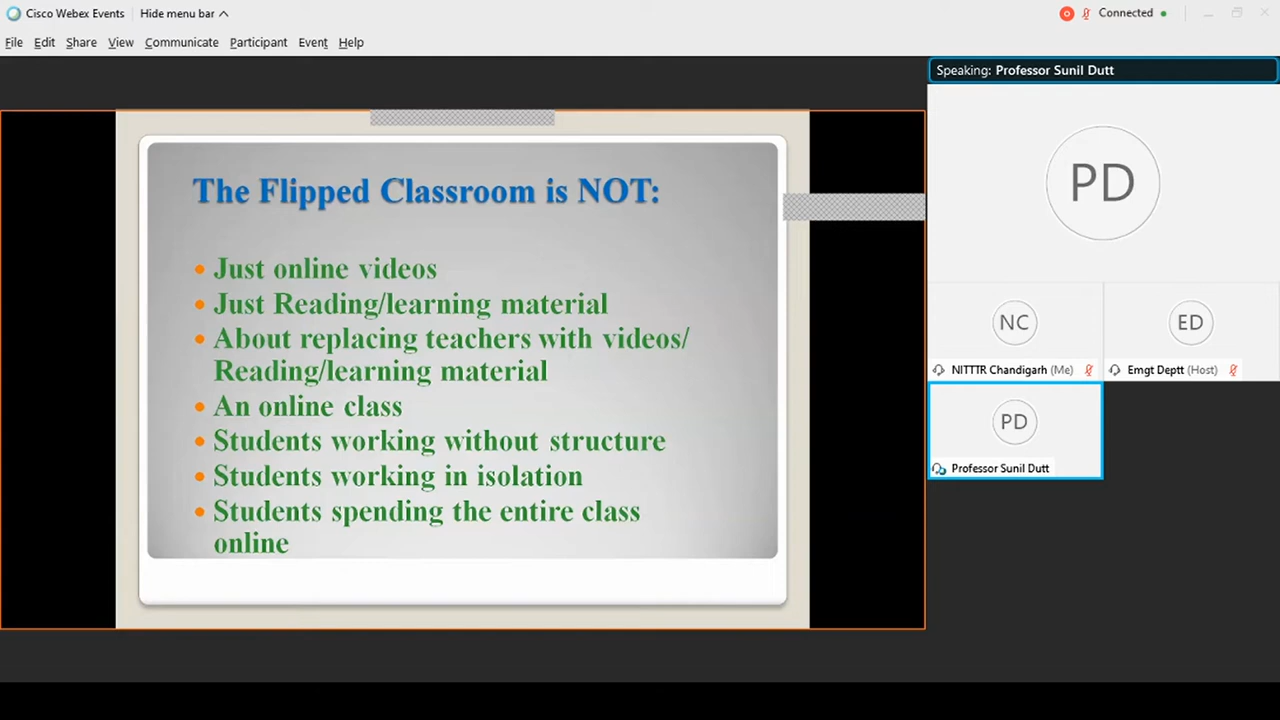 Cisco Webex Events Hide menu bar Connected
File Edit Share View Communicate Participant Event Help
Speaking: Professor Sunil Dutt
The Flipped Classroom is NOT:
• Just online videos
• Just Reading/learning material
• About replacing teachers with videos/
Reading/learning material
• An online class
• Students working without structure
• Students working in isolation
• Students spending the entire class
online
PD
NC
NITTTR Chandigarh (Me)
ED
Emgt Deptt (Host)
PD
Professor Sunil Dutt